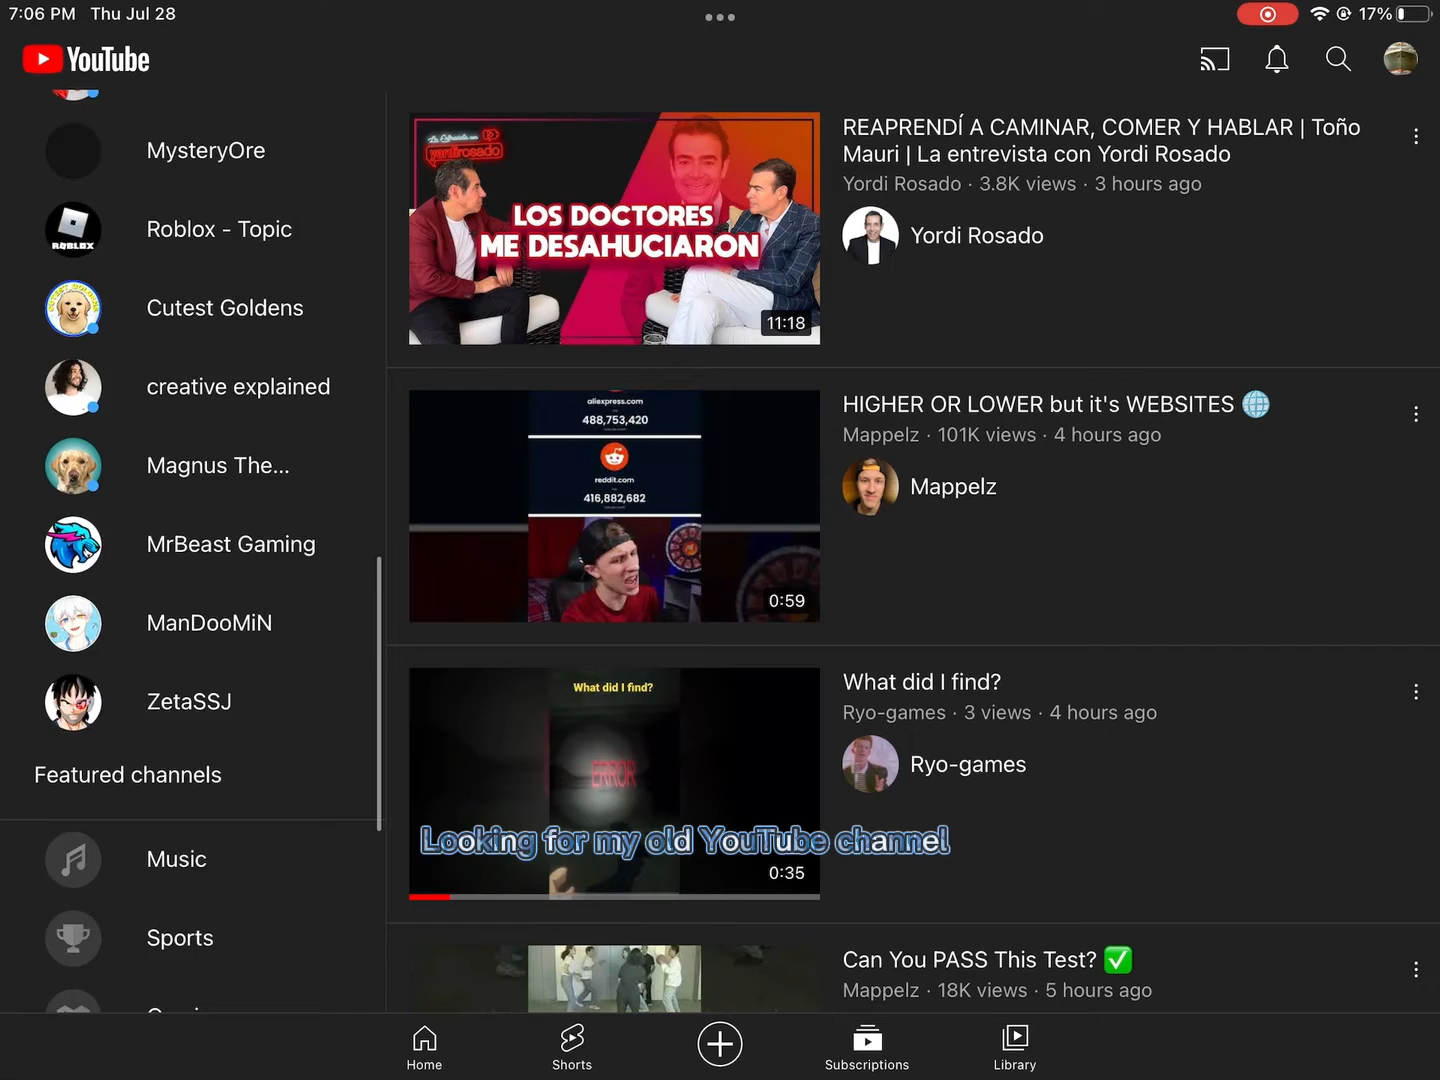 7:06 PM Thu Jul 28
17%
YouTube
MysteryOre
Roblox - Topic
Cutest Goldens
creative explained
Magnus The...
MrBeast Gaming
ManDooMiN
ZetaSSJ
Featured channels
Music
Sports
ROBLOX
La Entrevista con
yordi rosado
LOS DOCTORES
ME DESAHUCIARON
11:18
REAPRENDÍ A CAMINAR, COMER Y HABLAR | Toño
Mauri | La entrevista con Yordi Rosado
Yordi Rosado · 3.8K views · 3 hours ago
Yordi Rosado
aliexpress.com
488,753,420
reddit.com
416,882,682
0:59
HIGHER OR LOWER but it's WEBSITES 🌐
Mappelz · 101K views · 4 hours ago
Mappelz
What did I find?
ERROR
Looking for my old YouTube channel
0:35
What did I find?
Ryo-games · 3 views · 4 hours ago
Ryo-games
Can You PASS This Test? ✅
Mappelz · 18K views · 5 hours ago
Home
Shorts
Subscriptions
Library